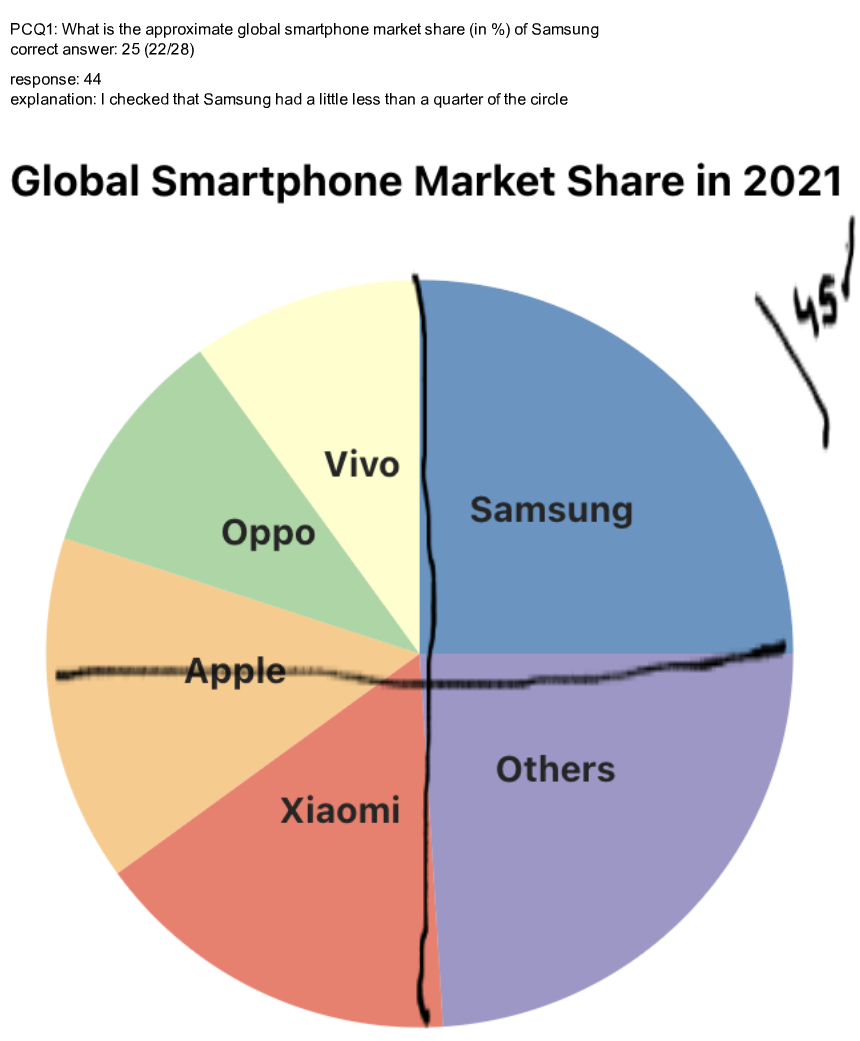 PCQ1: What is the approximate global smartphone market share (in %) of Samsung
correct answer: 25 (22/28)
response: 44
explanation: I checked that Samsung had a little less than a quarter of the circle
Global Smartphone Market Share in 2021
45
Vivo
Samsung
Oppo
Apple
Others
Xiaomi